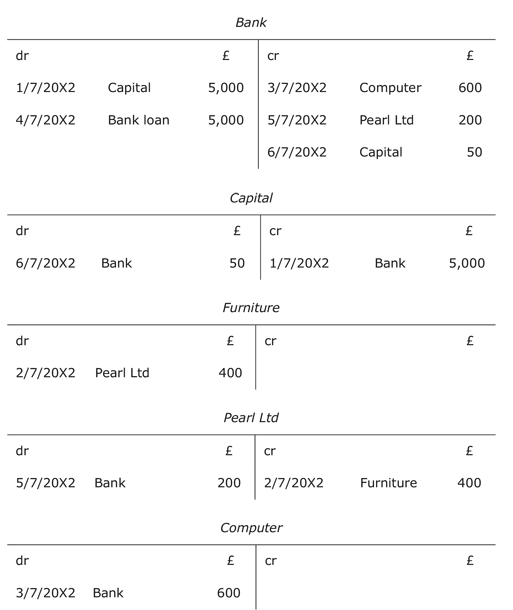 Bank
dr £ cr £
1/7/20X2 Capital 5,000 3/7/20X2 Computer 600
4/7/20X2 Bank loan 5,000 5/7/20X2 Pearl Ltd 200
6/7/20X2 Capital 50
Capital
dr £ cr £
6/7/20X2 Bank 50 1/7/20X2 Bank 5,000
Furniture
dr £ cr £
2/7/20X2 Pearl Ltd 400
Pearl Ltd
dr £ cr £
5/7/20X2 Bank 200 2/7/20X2 Furniture 400
Computer
dr £ cr £
3/7/20X2 Bank 600